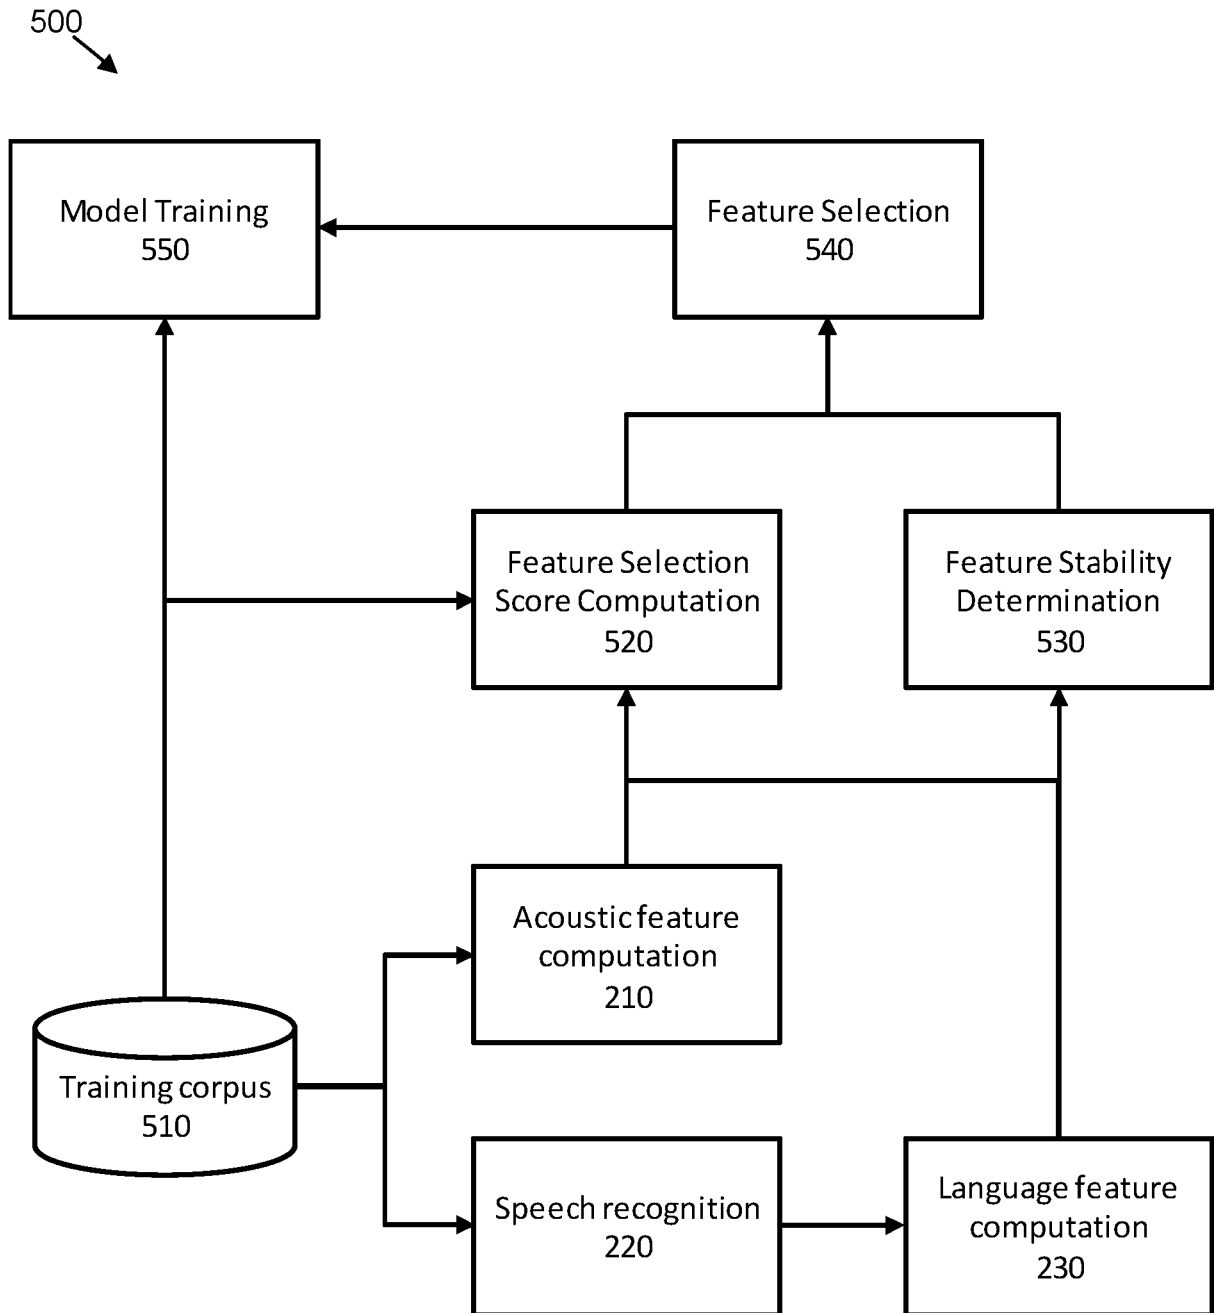 500
Model Training
550
Feature Selection
540
Feature Selection
Score Computation
520
Feature Stability
Determination
530
Acoustic feature
computation
210
Training corpus
510
Speech recognition
220
Language feature
computation
230